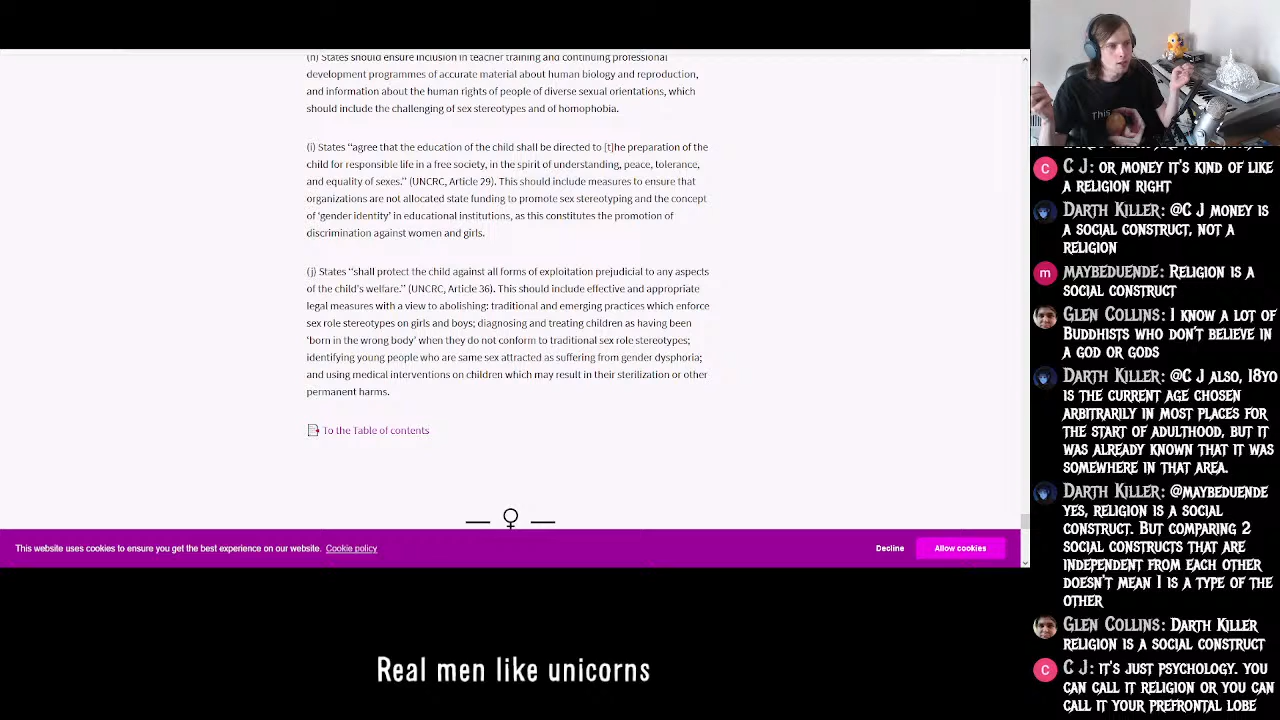 (h) States should ensure inclusion in teacher training and continuing professional
development programmes of accurate material about human biology and reproduction,
and information about the human rights of people of diverse sexual orientations, which
should include the challenging of sex stereotypes and of homophobia.
(i) States “agree that the education of the child shall be directed to [t]he preparation of the
child for responsible life in a free society, in the spirit of understanding, peace, tolerance,
and equality of sexes.” (UNCRC, Article 29). This should include measures to ensure that
organizations are not allocated state funding to promote sex stereotyping and the concept
of ‘gender identity’ in educational institutions, as this constitutes the promotion of
discrimination against women and girls.
(j) States “shall protect the child against all forms of exploitation prejudicial to any aspects
of the child’s welfare.” (UNCRC, Article 36). This should include effective and appropriate
legal measures with a view to abolishing: traditional and emerging practices which enforce
sex role stereotypes on girls and boys; diagnosing and treating children as having been
‘born in the wrong body’ when they do not conform to traditional sex role stereotypes;
identifying young people who are same sex attracted as suffering from gender dysphoria;
and using medical interventions on children which may result in their sterilization or other
permanent harms.
To the Table of contents
This website uses cookies to ensure you get the best experience on our website. Cookie policy
Decline
Allow cookies
Real men like unicorns
This
C J: OR MONEY IT'S KIND OF LIKE
A RELIGION RIGHT
DARTH KILLER: @C J MONEY IS
A SOCIAL CONSTRUCT, NOT A
RELIGION
MAYBEDUENDE: RELIGION IS A
SOCIAL CONSTRUCT
GLEN COLLINS: I KNOW A LOT OF
BUDDHISTS WHO DON'T BELIEVE IN
A GOD OR GODS
DARTH KILLER: @C J ALSO, 18YO
IS THE CURRENT AGE CHOSEN
ARBITRARILY IN MOST PLACES FOR
THE START OF ADULTHOOD, BUT IT
WAS ALREADY KNOWN THAT IT WAS
SOMEWHERE IN THAT AREA.
DARTH KILLER: @MAYBEDUENDE
YES, RELIGION IS A SOCIAL
CONSTRUCT. BUT COMPARING 2
SOCIAL CONSTRUCTS THAT ARE
INDEPENDENT FROM EACH OTHER
DOESN'T MEAN 1 IS A TYPE OF THE
OTHER
GLEN COLLINS: DARTH KILLER
RELIGION IS A SOCIAL CONSTRUCT
C J: IT'S JUST PSYCHOLOGY. YOU
CAN CALL IT RELIGION OR YOU CAN
CALL IT YOUR PREFRONTAL LOBE